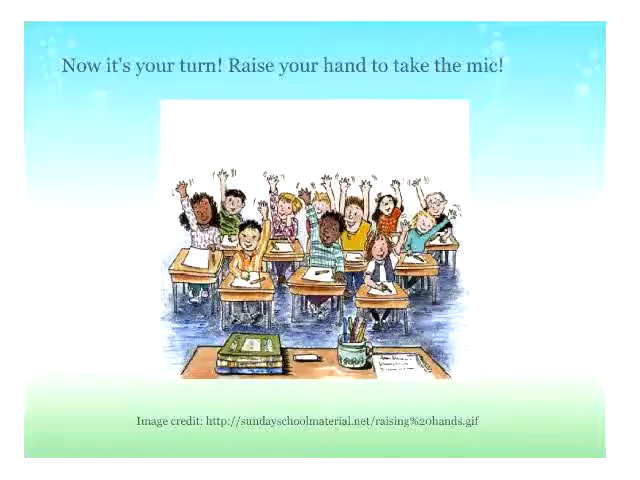 Now it's your turn! Raise your hand to take the mic!
Image credit: http://sundayschoolmaterial.net/raising%20hands.gif